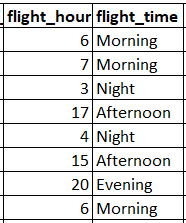 flight_hour flight_time
6 Morning
7 Morning
3 Night
17 Afternoon
4 Night
15 Afternoon
20 Evening
6 Morning